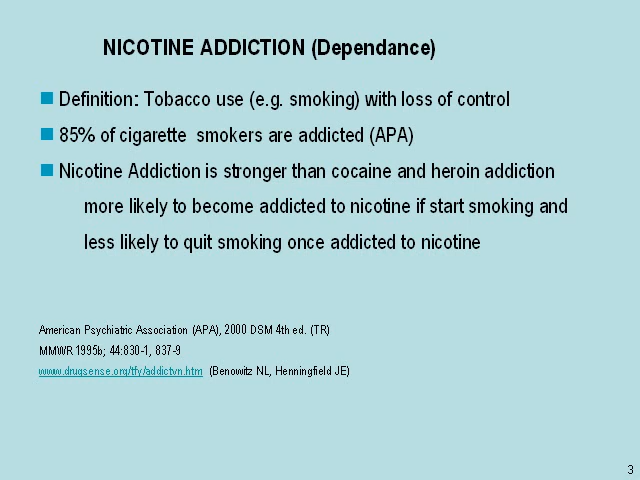 NICOTINE ADDICTION (Dependance)
Definition: Tobacco use (e.g. smoking) with loss of control
85% of cigarette  smokers are addicted (APA)
Nicotine Addiction is stronger than cocaine and heroin addiction
more likely to become addicted to nicotine if start smoking and
less likely to quit smoking once addicted to nicotine
American Psychiatric Association (APA), 2000 DSM 4th ed. (TR)
MMWR 1995b; 44:830-1, 837-9
www.drugsense.org/tfy/addictvn.htm  (Benowitz NL, Henningfield JE)
3